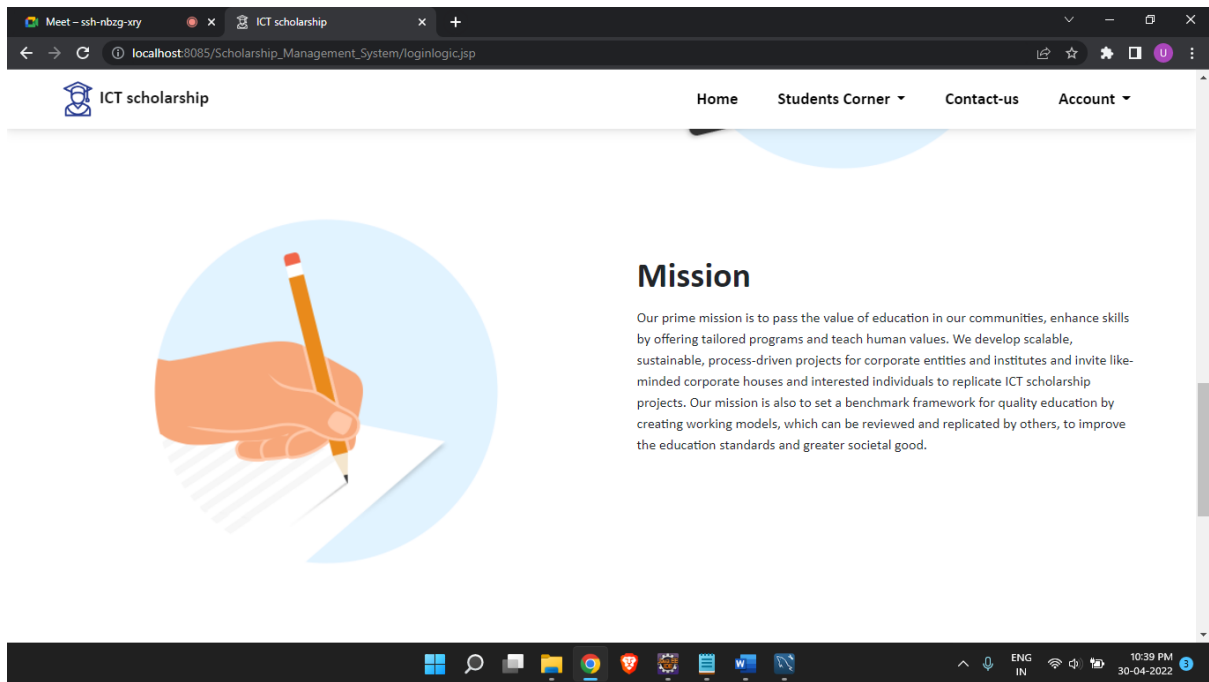 Meet – ssh-nbzg-xry
ICT scholarship
localhost:8085/Scholarship_Management_System/loginlogic.jsp
U
ICT scholarship
Home
Students Corner
Contact-us
Account
Mission
Our prime mission is to pass the value of education in our communities, enhance skills
by offering tailored programs and teach human values. We develop scalable,
sustainable, process-driven projects for corporate entities and institutes and invite like-
minded corporate houses and interested individuals to replicate ICT scholarship
projects. Our mission is also to set a benchmark framework for quality education by
creating working models, which can be reviewed and replicated by others, to improve
the education standards and greater societal good.
W
ENG
IN
10:39 PM
30-04-2022
3